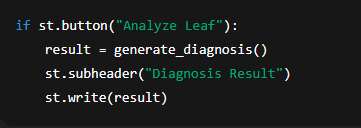 if st.button("Analyze Leaf"):
    result = generate_diagnosis()
    st.subheader("Diagnosis Result")
    st.write(result)